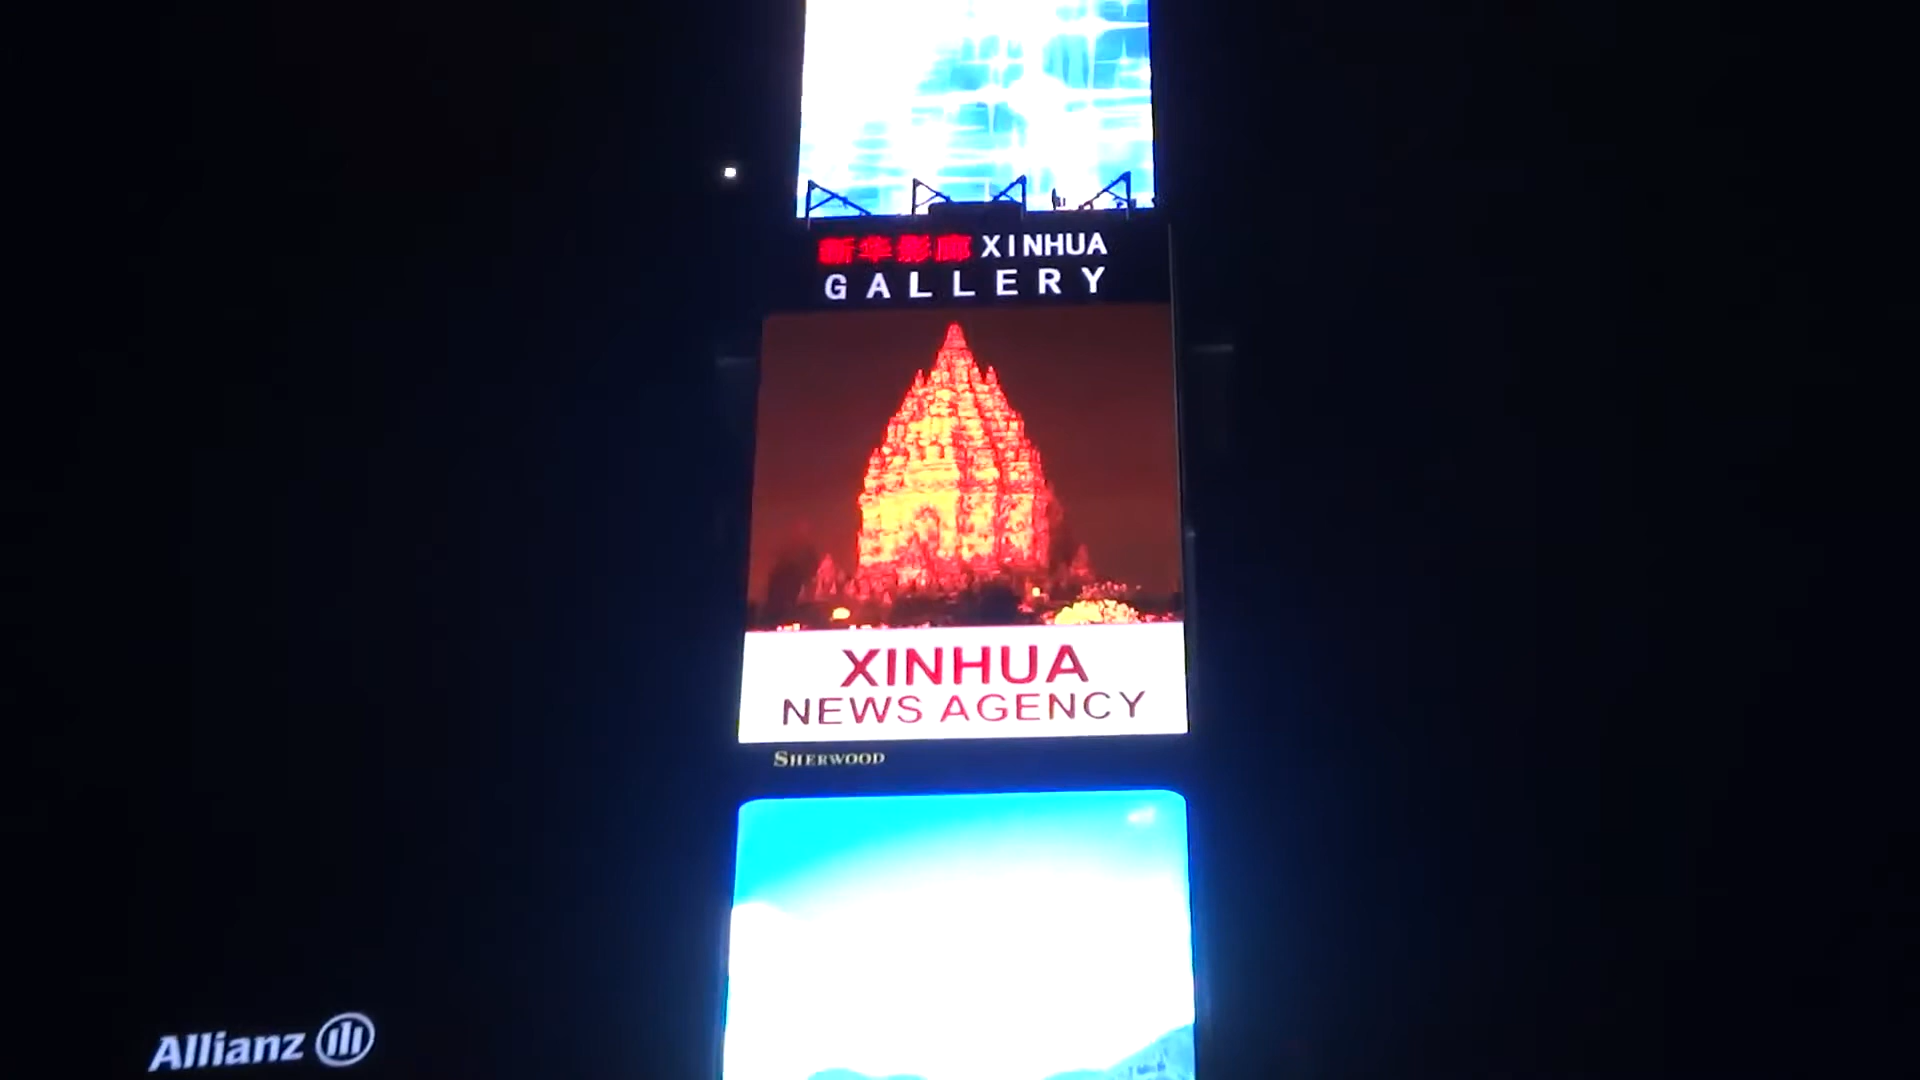 新华影廊 XINHUA
GALLERY
XINHUA
NEWS AGENCY
SHERWOOD
Allianz